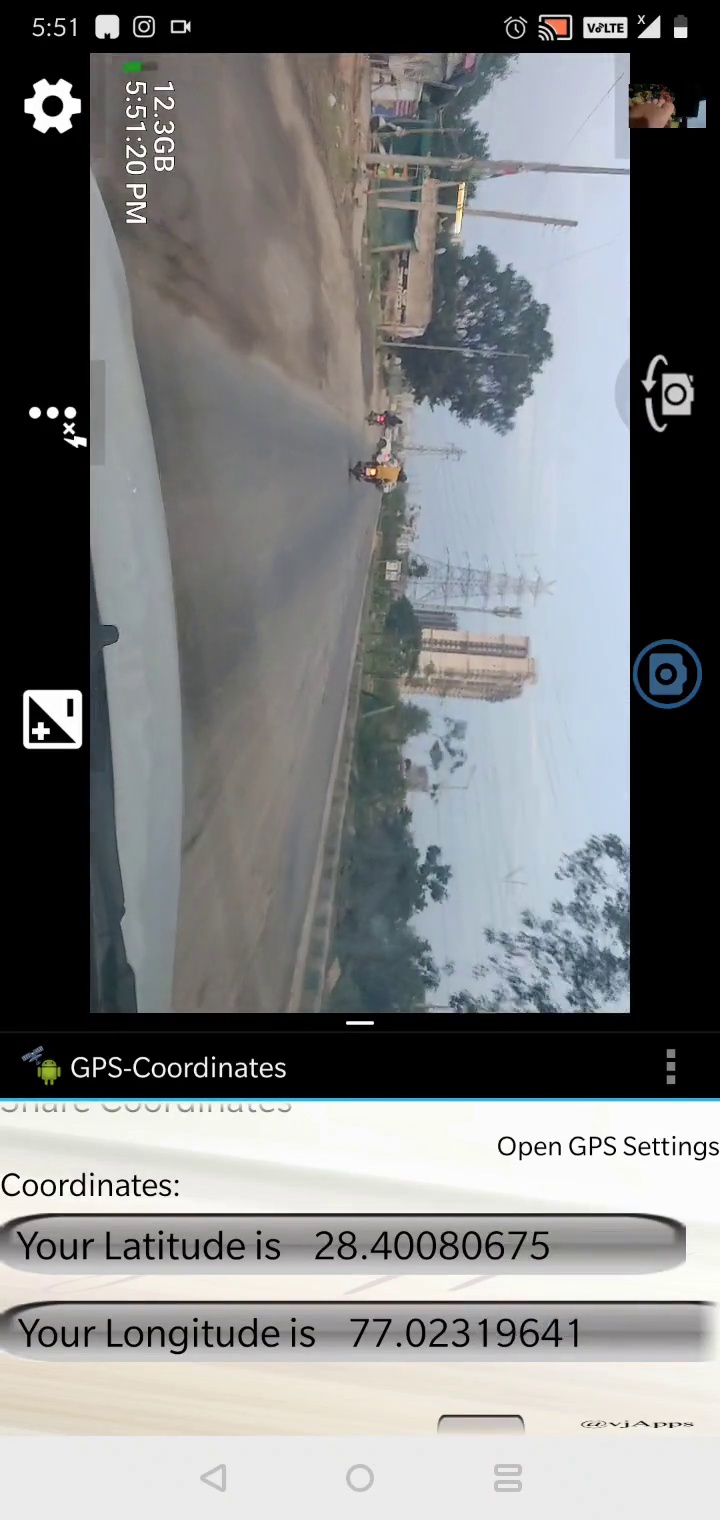 5:51
VoLTE
X
12.3GB
5:51:20 PM
GPS-Coordinates
Share Coordinates
Open GPS Settings
Coordinates:
Your Latitude is 28.40080675
Your Longitude is 77.02319641
@vjApps